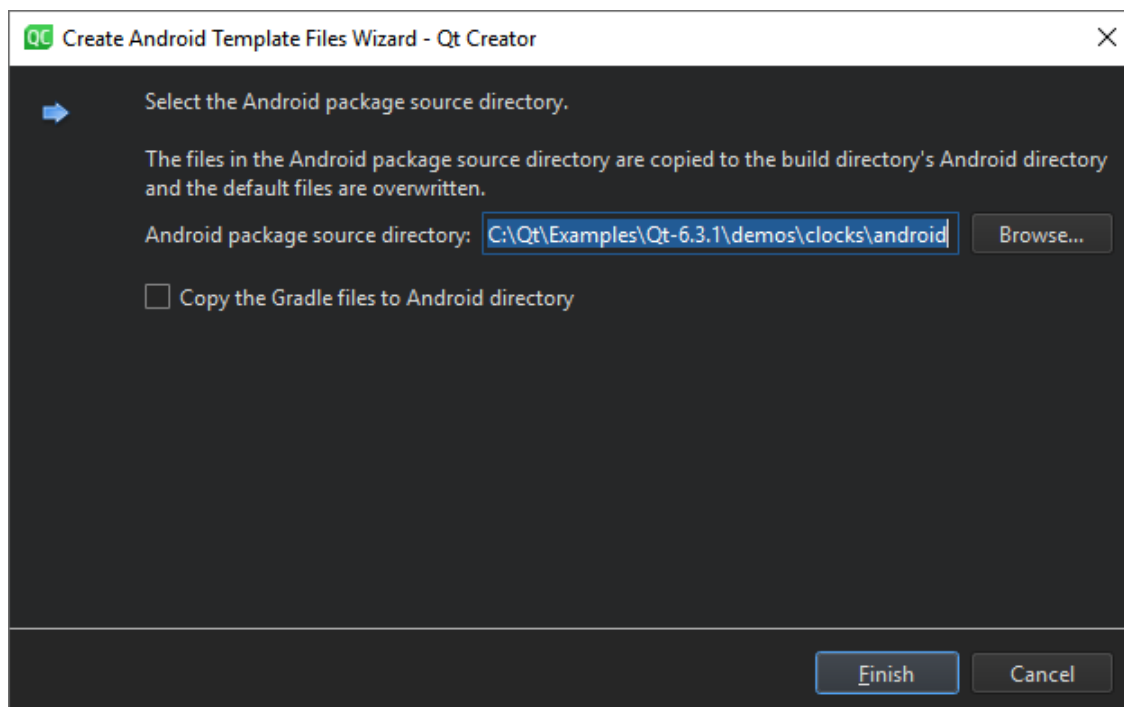 QC Create Android Template Files Wizard - Qt Creator
Select the Android package source directory.
The files in the Android package source directory are copied to the build directory's Android directory
and the default files are overwritten.
Android package source directory: C:\Qt\Examples\Qt-6.3.1\demos\clocks\android Browse...
Copy the Gradle files to Android directory
Finish Cancel